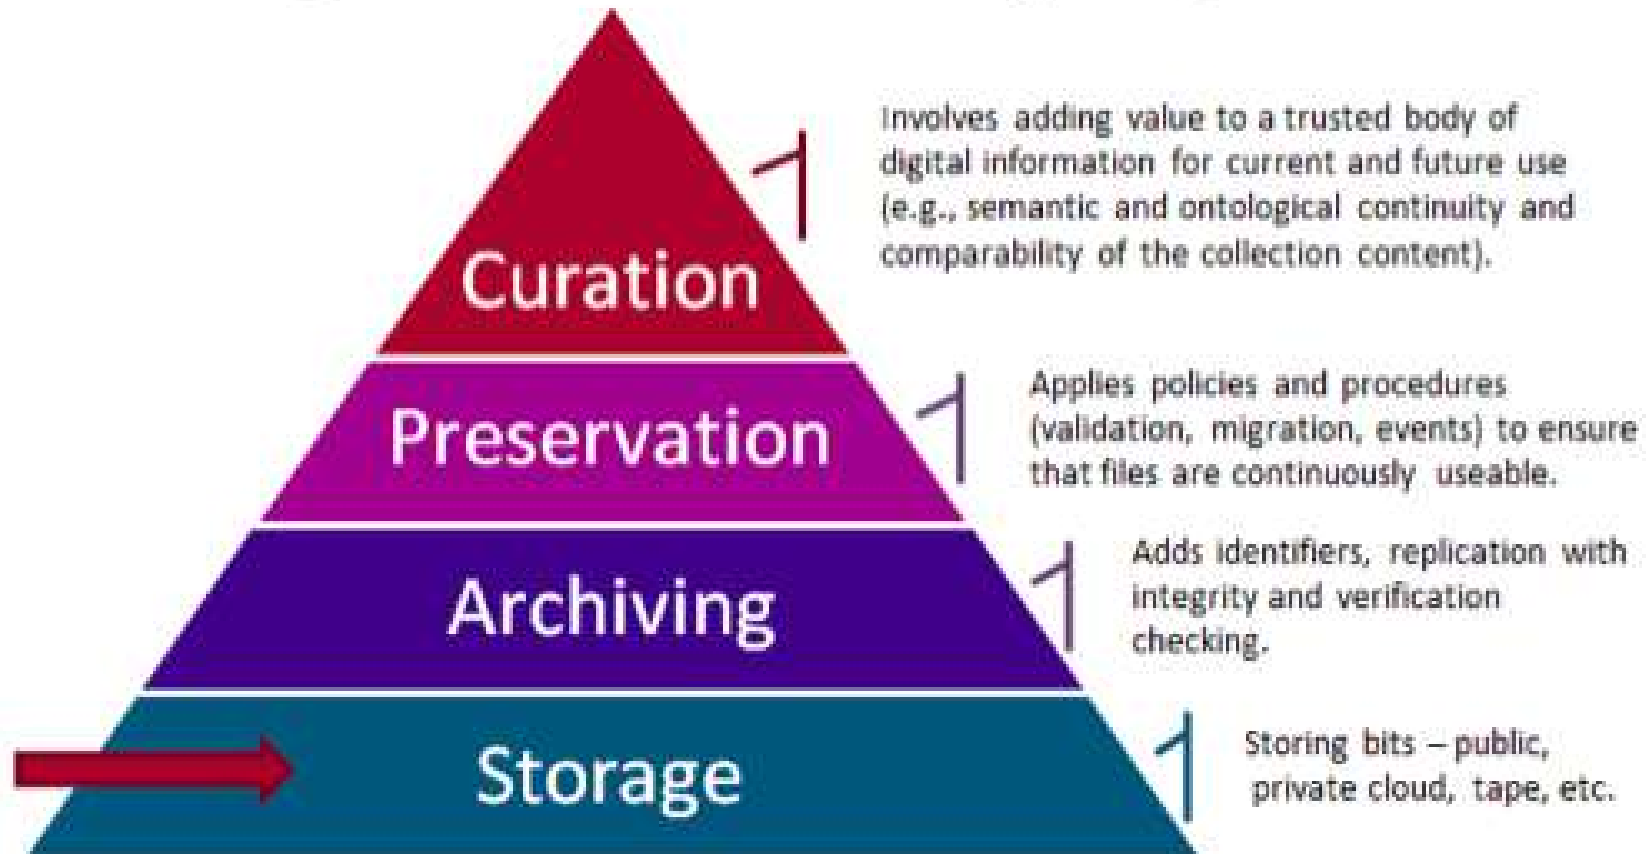 Curation
Involves adding value to a trusted body of
digital information for current and future use
(e.g., semantic and ontological continuity and
comparability of the collection content).
Preservation
Applies policies and procedures
(validation, migration, events) to ensure
that files are continuously useable.
Archiving
Adds identifiers, replication with
integrity and verification
checking.
Storage
Storing bits – public,
private cloud, tape, etc.